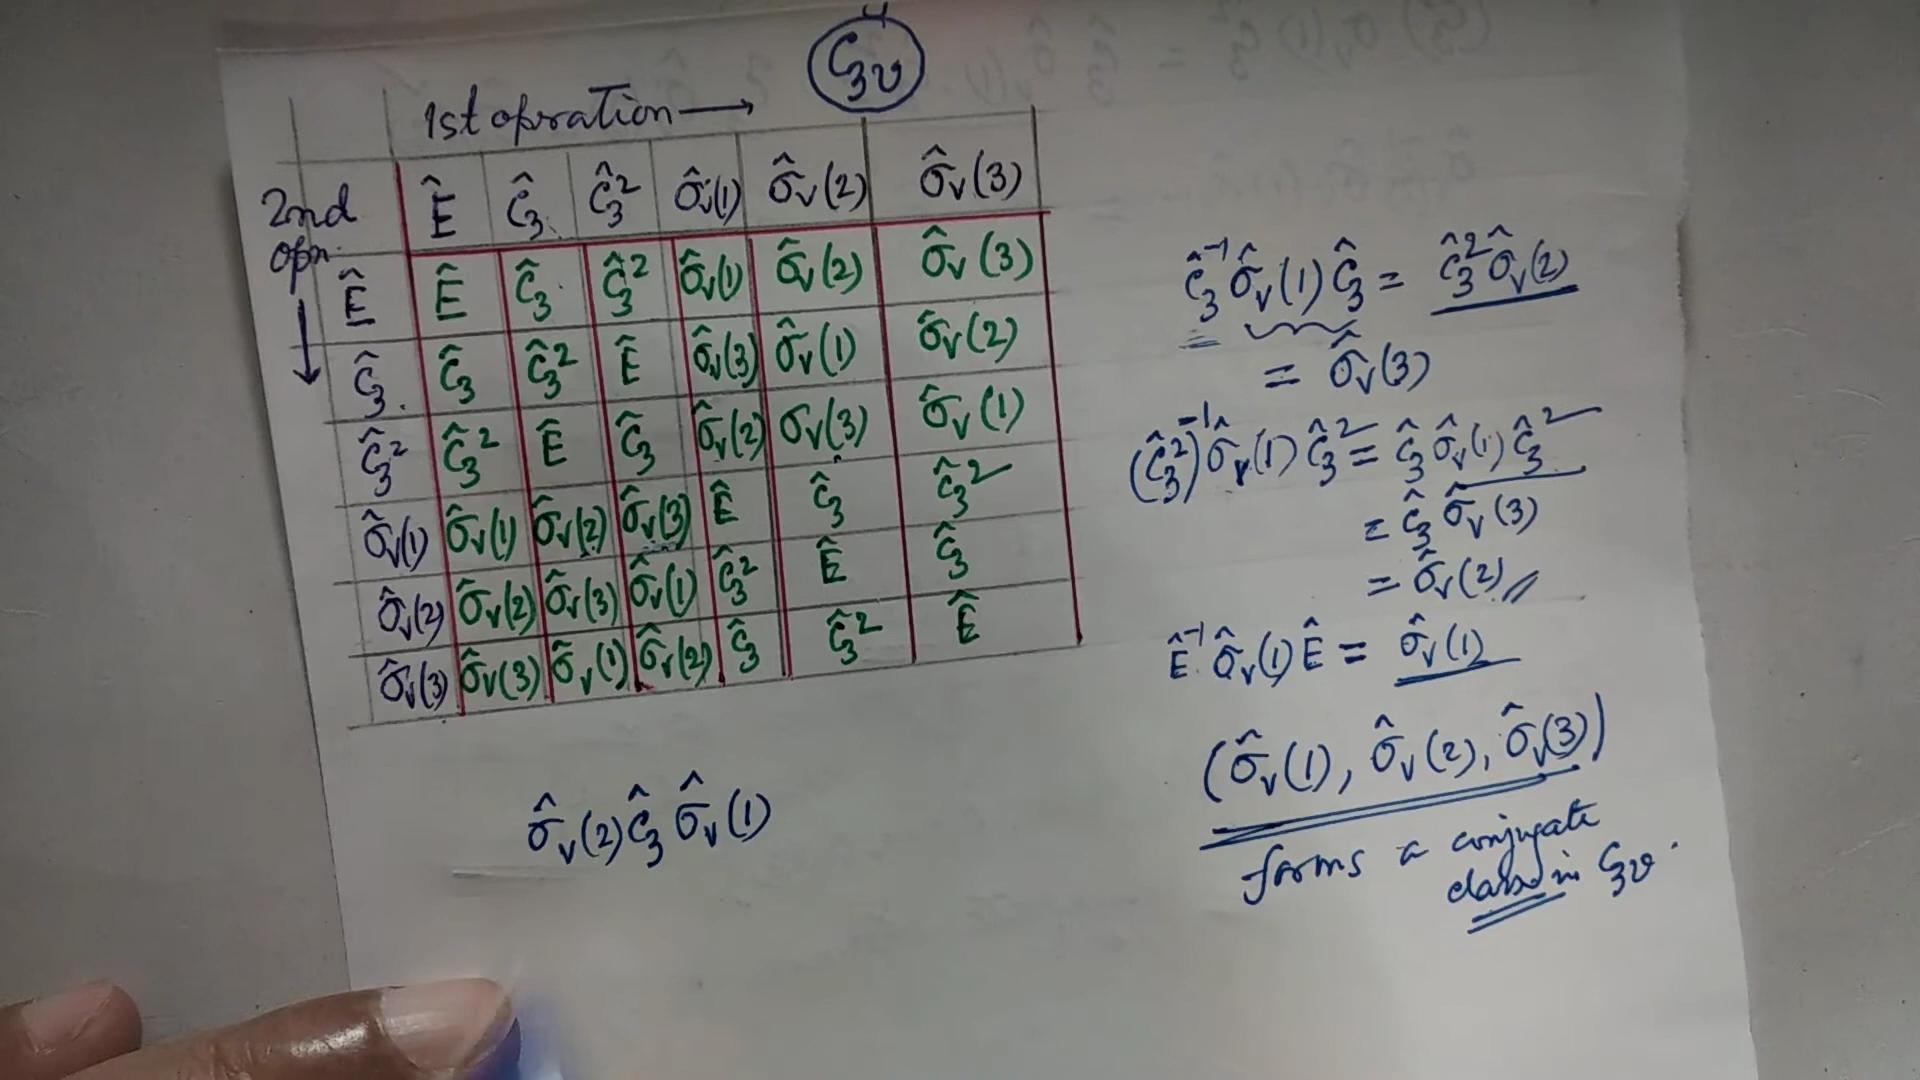 C₃ᵥ
1st opration →
2nd opn. ↓
Ê Ĉ₃ Ĉ₃² σ̂ᵥ(1) σ̂ᵥ(2) σ̂ᵥ(3)
Ê Ê Ĉ₃ Ĉ₃² σ̂ᵥ(1) σ̂ᵥ(2) σ̂ᵥ(3)
Ĉ₃ Ĉ₃ Ĉ₃² Ê σ̂ᵥ(3) σ̂ᵥ(1) σ̂ᵥ(2)
Ĉ₃² Ĉ₃² Ê Ĉ₃ σ̂ᵥ(2) σᵥ(3) σ̂ᵥ(1)
σ̂ᵥ(1) σ̂ᵥ(1) σ̂ᵥ(2) σ̂ᵥ(3) Ê Ĉ₃ Ĉ₃²
σ̂ᵥ(2) σ̂ᵥ(2) σ̂ᵥ(3) σ̂ᵥ(1) Ĉ₃² Ê Ĉ₃
σ̂ᵥ(3) σ̂ᵥ(3) σ̂ᵥ(1) σ̂ᵥ(2) Ĉ₃ Ĉ₃² Ê
σ̂ᵥ(2) Ĉ₃ σ̂ᵥ(1)
Ĉ₃⁻¹ σ̂ᵥ(1) Ĉ₃ = Ĉ₃² σ̂ᵥ(2)
= σ̂ᵥ(3)
(Ĉ₃²)⁻¹ σ̂ᵥ(1) Ĉ₃² = Ĉ₃ σ̂ᵥ(1) Ĉ₃²
= Ĉ₃ σ̂ᵥ(3)
= σ̂ᵥ(2) //
Ê⁻¹ σ̂ᵥ(1) Ê = σ̂ᵥ(1)
(σ̂ᵥ(1), σ̂ᵥ(2), σ̂ᵥ(3))
forms a conjugate
class in C₃ᵥ.